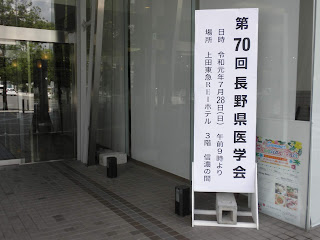 第70回長野県医学会
日時 令和元年7月28日(日) 午前9時より
場所 上田東急REIホテル 3階 信濃の間